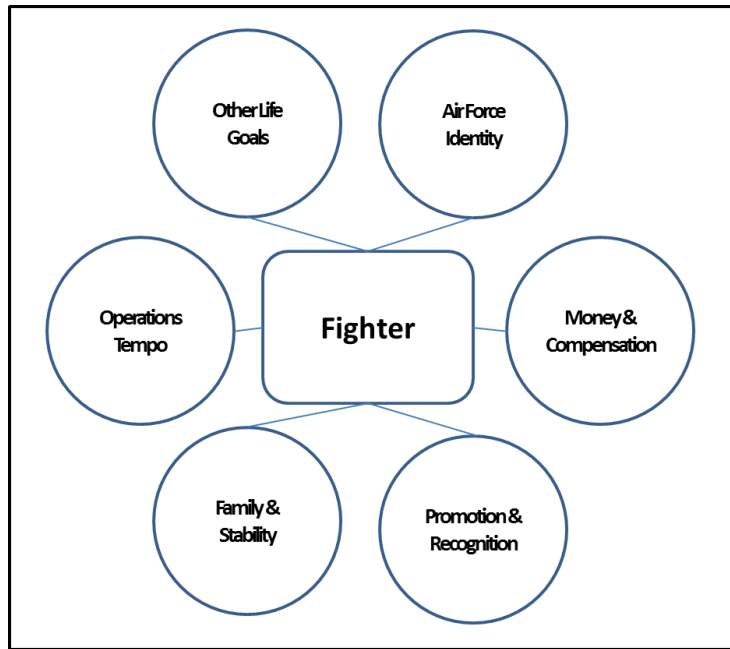 Other Life
Goals
Air Force
Identity
Operations
Tempo
Fighter
Money &
Compensation
Family &
Stability
Promotion &
Recognition